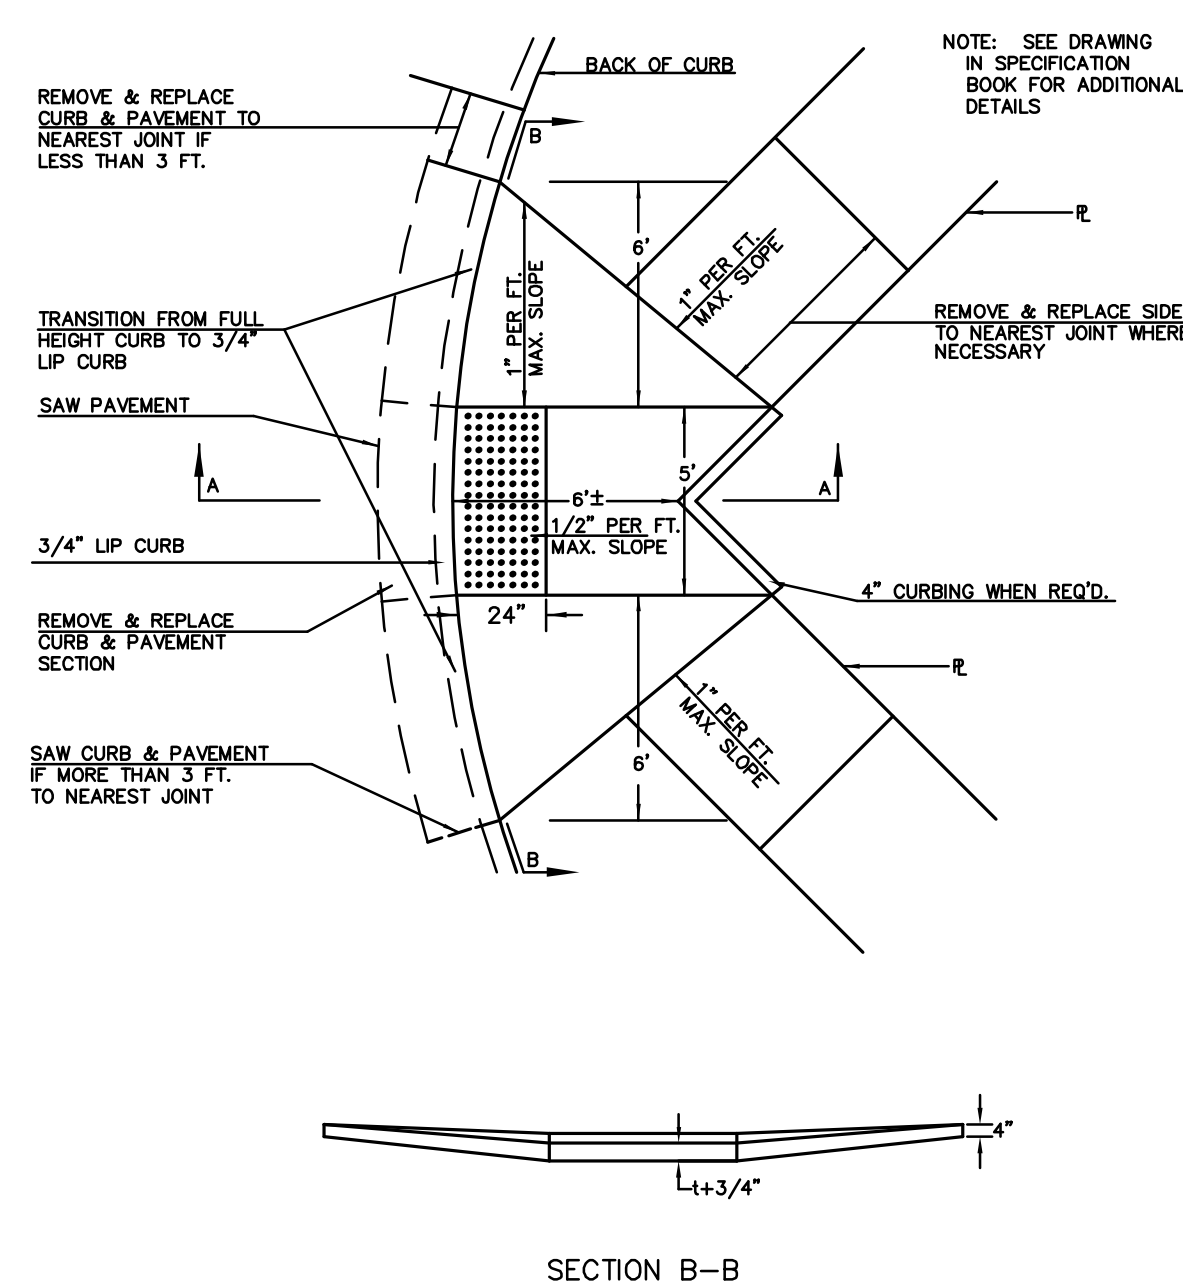 NOTE: SEE DRAWING
IN SPECIFICATION
BOOK FOR ADDITIONAL
DETAILS
BACK OF CURB
REMOVE & REPLACE
CURB & PAVEMENT TO
NEAREST JOINT IF
LESS THAN 3 FT.
B
6'
1" PER FT.
MAX. SLOPE
1" PER FT.
MAX. SLOPE
PL
TRANSITION FROM FULL
HEIGHT CURB TO 3/4"
LIP CURB
REMOVE & REPLACE SIDE
TO NEAREST JOINT WHERE
NECESSARY
SAW PAVEMENT
A
5'
A
6'±
1/2" PER FT.
MAX. SLOPE
3/4" LIP CURB
4" CURBING WHEN REQ'D.
24"
REMOVE & REPLACE
CURB & PAVEMENT
SECTION
PL
1" PER FT.
MAX. SLOPE
SAW CURB & PAVEMENT
IF MORE THAN 3 FT.
TO NEAREST JOINT
6'
B
4"
t+3/4"
SECTION B-B